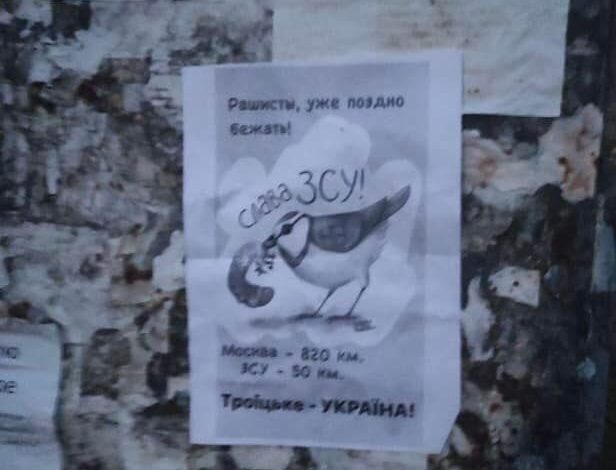 Рашисты, уже поздно
бежать!
СЛАВА ЗСУ!
Москва - 820 км.
ЗСУ - 50 км.
Троїцьке - УКРАЇНА!